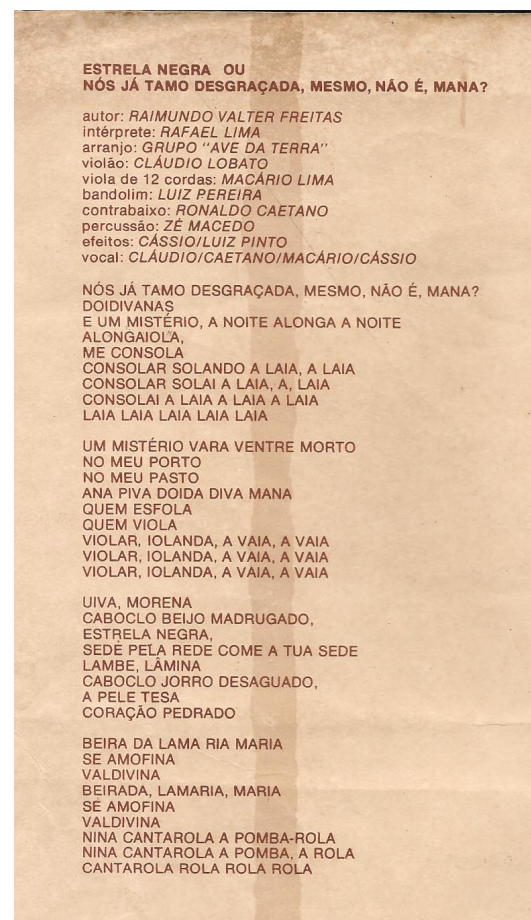 ESTRELA NEGRA OU
NÓS JÁ TAMO DESGRAÇADA, MESMO, NÃO É, MANA?
autor: RAIMUNDO VALTER FREITAS
intérprete: RAFAEL LIMA
arranjo: GRUPO "AVE DA TERRA"
violão: CLÁUDIO LOBATO
viola de 12 cordas: MACÁRIO LIMA
bandolim: LUIZ PEREIRA
contrabaixo: RONALDO CAETANO
percussão: ZÉ MACEDO
efeitos: CÁSSIO/LUIZ PINTO
vocal: CLÁUDIO/CAETANO/MACÁRIO/CÁSSIO
NÓS JÁ TAMO DESGRAÇADA, MESMO, NÃO É, MANA?
DOIDIVANAS
E UM MISTÉRIO, A NOITE ALONGA A NOITE
ALONGAIOLA,
ME CONSOLA
CONSOLAR SOLANDO A LAIA, A LAIA
CONSOLAR SOLAI A LAIA, A, LAIA
CONSOLAI A LAIA A LAIA A LAIA
LAIA LAIA LAIA LAIA LAIA
UM MISTÉRIO VARA VENTRE MORTO
NO MEU PORTO
NO MEU PASTO
ANA PIVA DOIDA DIVA MANA
QUEM ESFOLA
QUEM VIOLA
VIOLAR, IOLANDA, A VAIA, A VAIA
VIOLAR, IOLANDA, A VAIA, A VAIA
VIOLAR, IOLANDA, A VAIA, A VAIA
UIVA, MORENA
CABOCLO BEIJO MADRUGADO,
ESTRELA NEGRA,
SEDE PELA REDE COME A TUA SEDE
LAMBE, LÂMINA
CABOCLO JORRO DESAGUADO,
A PELE TESA
CORAÇÃO PEDRADO
BEIRA DA LAMA RIA MARIA
SE AMOFINA
VALDIVINA
BEIRADA, LAMARIA, MARIA
SE AMOFINA
VALDIVINA
NINA CANTAROLA A POMBA-ROLA
NINA CANTAROLA A POMBA, A ROLA
CANTAROLA ROLA ROLA ROLA